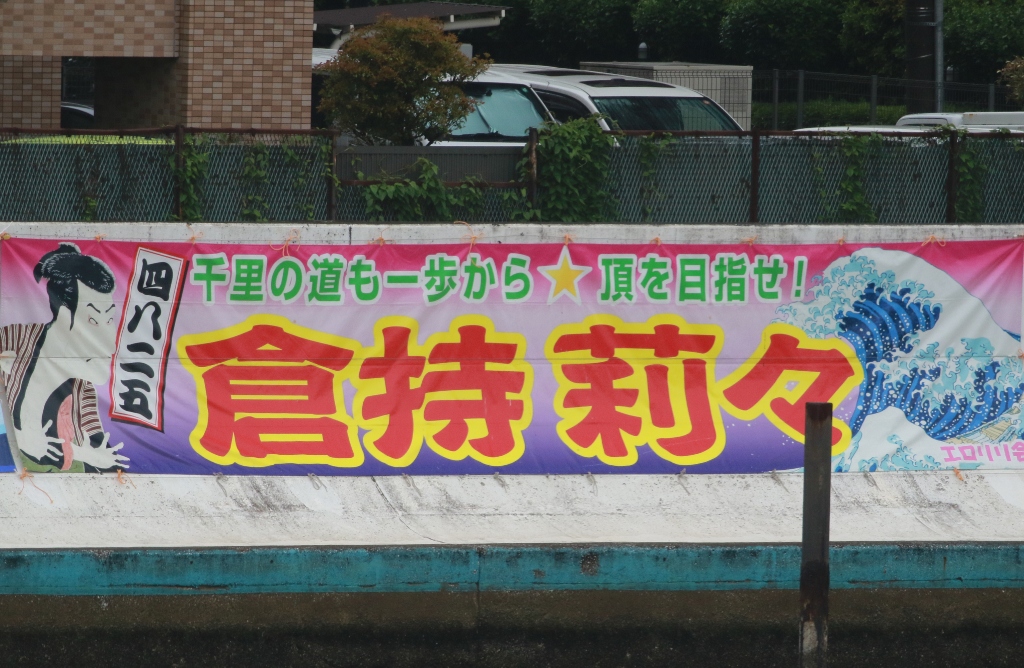 四八二五
千里の道も一歩から★頂を目指せ！
倉持莉々
エロリリ会